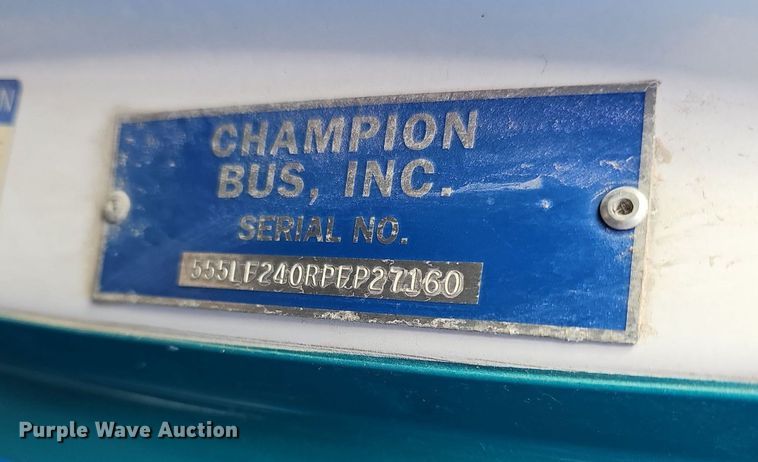 N
CHAMPION
BUS, INC.
SERIAL NO.
555LF240RPFP27160
Purple Wave Auction